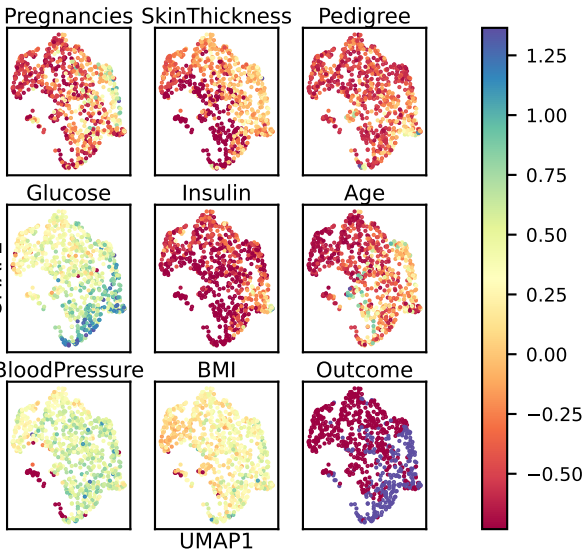 Pregnancies SkinThickness Pedigree
Glucose Insulin Age
BloodPressure BMI Outcome
UMAP1
1.25
1.00
0.75
0.50
0.25
0.00
−0.25
−0.50